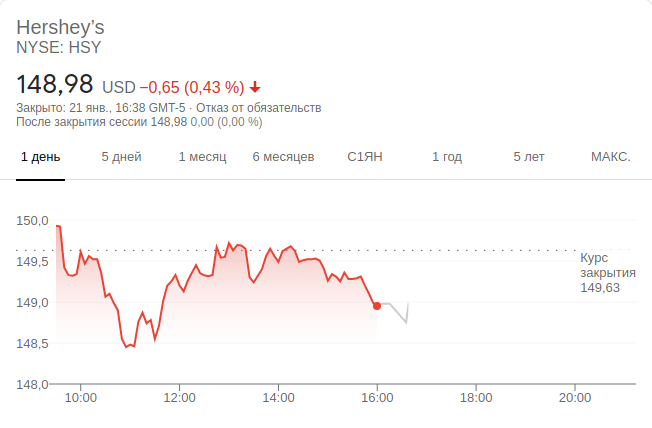 Hershey’s
NYSE: HSY
148,98 USD −0,65 (0,43 %)
Закрыто: 21 янв., 16:38 GMT-5 · Отказ от обязательств
После закрытия сессии 148,98 0,00 (0,00 %)
1 день 5 дней 1 месяц 6 месяцев С1ЯН 1 год 5 лет МАКС.
150,0
149,5
149,0
148,5
148,0
Курс
закрытия
149,63
10:00 12:00 14:00 16:00 18:00 20:00